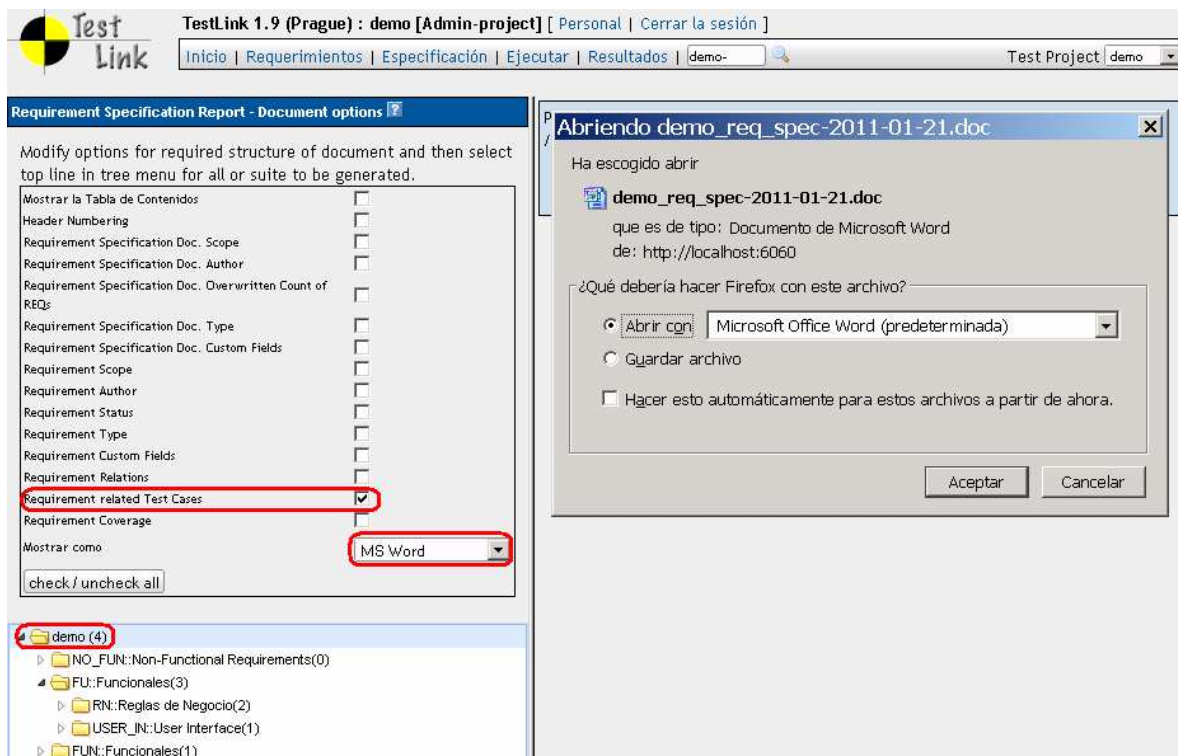 Test Link
TestLink 1.9 (Prague) : demo [Admin-project] [ Personal | Cerrar la sesión ]
Inicio | Requerimientos | Especificación | Ejecutar | Resultados | demo-
Test Project demo
Requirement Specification Report - Document options ?
Modify options for required structure of document and then select
top line in tree menu for all or suite to be generated.
Mostrar la Tabla de Contenidos
Header Numbering
Requirement Specification Doc. Scope
Requirement Specification Doc. Author
Requirement Specification Doc. Overwritten Count of
REQs
Requirement Specification Doc. Type
Requirement Specification Doc. Custom Fields
Requirement Scope
Requirement Author
Requirement Status
Requirement Type
Requirement Custom Fields
Requirement Relations
Requirement related Test Cases
Requirement Coverage
Mostrar como MS Word
check / uncheck all
demo (4)
NO_FUN::Non-Functional Requirements(0)
FU::Funcionales(3)
RN::Reglas de Negocio(2)
USER_IN::User Interface(1)
FUN::Funcionales(1)
Abriendo demo_req_spec-2011-01-21.doc
Ha escogido abrir
demo_req_spec-2011-01-21.doc
que es de tipo: Documento de Microsoft Word
de: http://localhost:6060
¿Qué debería hacer Firefox con este archivo?
Abrir con Microsoft Office Word (predeterminada)
Guardar archivo
Hacer esto automáticamente para estos archivos a partir de ahora.
Aceptar Cancelar